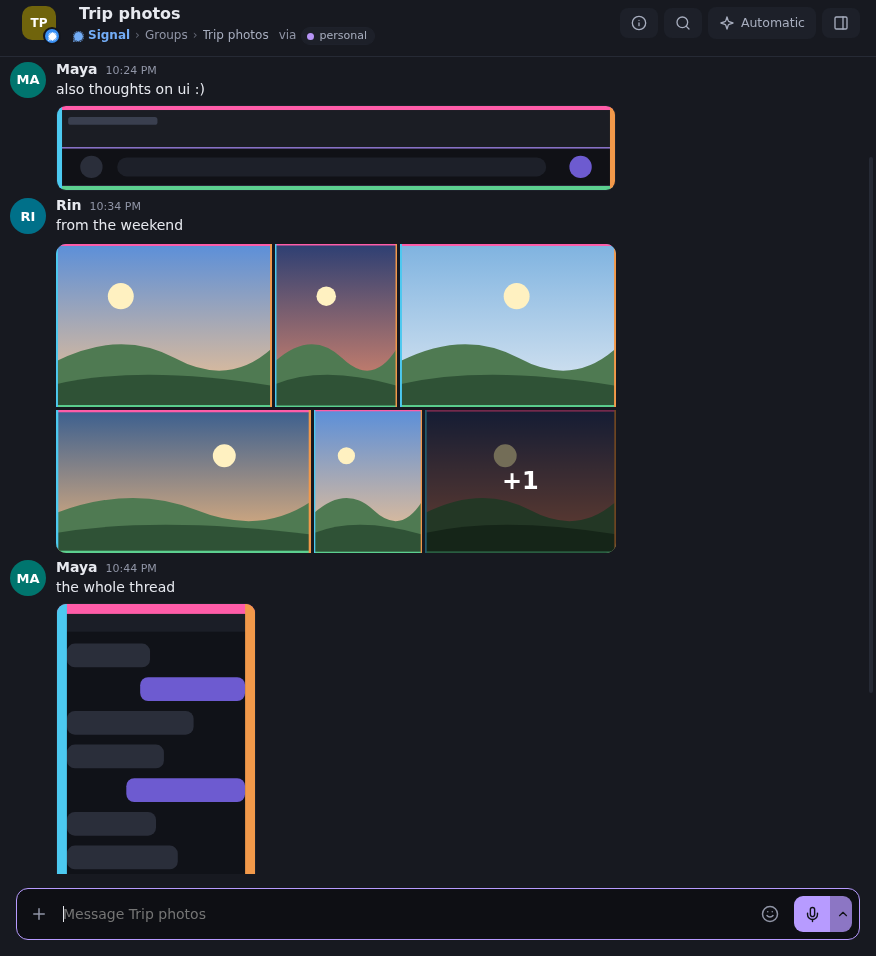 TP
Trip photos
Signal › Groups › Trip photos via personal
Automatic
MA
Maya 10:24 PM
also thoughts on ui :)
RI
Rin 10:34 PM
from the weekend
+1
MA
Maya 10:44 PM
the whole thread
Message Trip photos